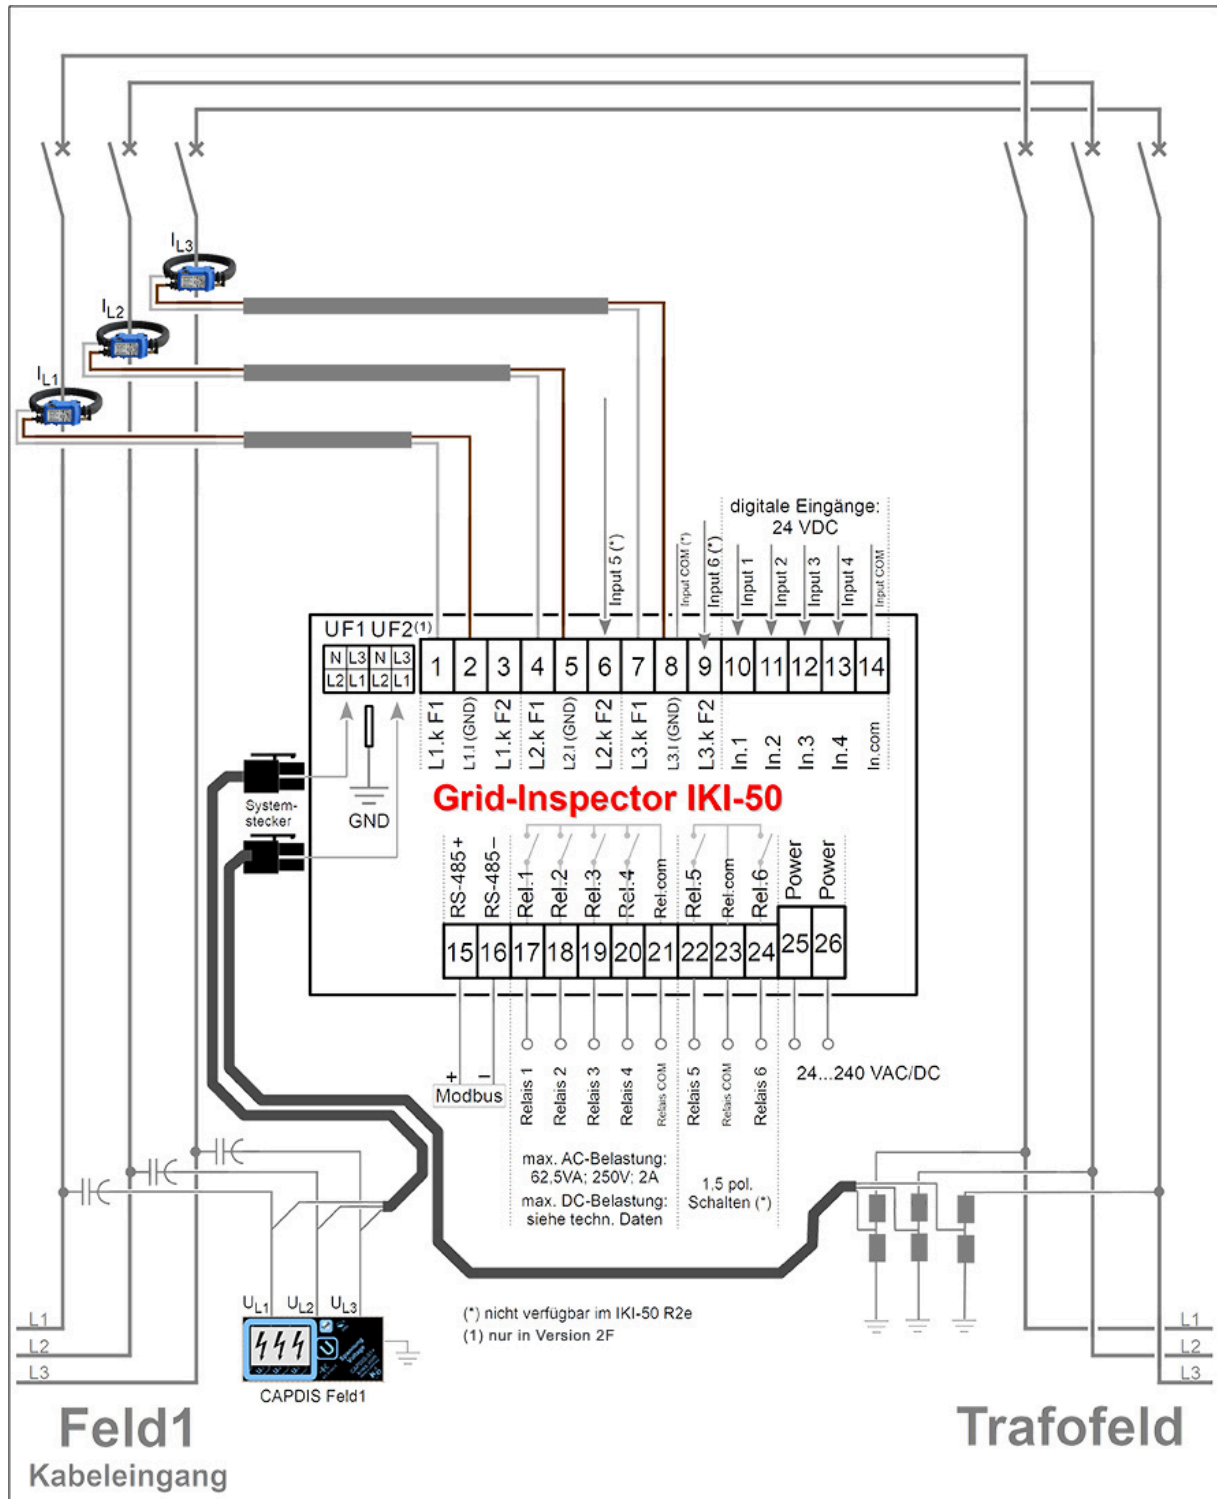 I L3
I L2
I L1
digitale Eingänge:
24 VDC
Input 5 (*)
Input COM (*)
Input 6 (*)
Input 1
Input 2
Input 3
Input 4
Input COM
UF1 UF2(1)
N L3 N L3
L2 L1 L2 L1
1 2 3 4 5 6 7 8 9 10 11 12 13 14
L1.k F1
L1.l (GND)
L1.k F2
L2.k F1
L2.l (GND)
L2.k F2
L3.k F1
L3.l (GND)
L3.k F2
In.1
In.2
In.3
In.4
In.com
System-
stecker
GND
Grid-Inspector IKI-50
RS-485+
RS-485–
Rel.1
Rel.2
Rel.3
Rel.4
Rel.com
Rel.5
Rel.com
Rel.6
Power
Power
15 16 17 18 19 20 21 22 23 24 25 26
+ –
Modbus
Relais 1
Relais 2
Relais 3
Relais 4
Relais COM
Relais 5
Relais COM
Relais 6
24...240 VAC/DC
max. AC-Belastung:
62,5VA; 250V; 2A
max. DC-Belastung:
siehe techn. Daten
1,5 pol.
Schalten (*)
U L1 U L2 U L3
(*) nicht verfügbar im IKI-50 R2e
(1) nur in Version 2F
L1
L2
L3
Spannung
Voltage
CAPDIS Feld1
L1
L2
L3
Feld1
Kabeleingang
Trafofeld